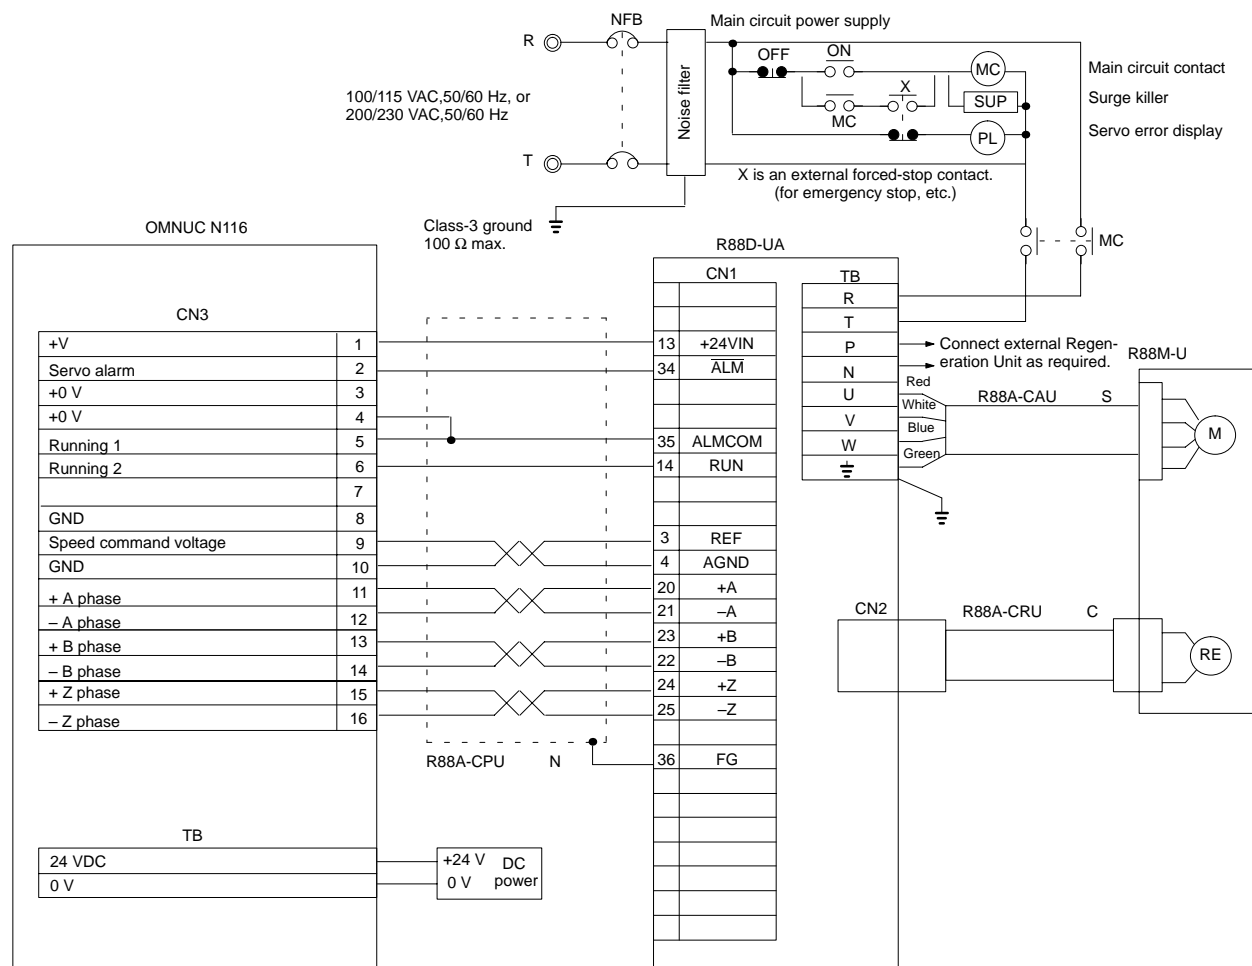 NFB
Main circuit power supply
R
OFF
ON
MC
Main circuit contact
100/115 VAC,50/60 Hz, or
200/230 VAC,50/60 Hz
Noise filter
X
SUP
Surge killer
MC
PL
Servo error display
T
X is an external forced-stop contact.
(for emergency stop, etc.)
Class-3 ground
100 Ω max.
MC
OMNUC N116
CN3
+V 1
Servo alarm 2
+0 V 3
+0 V 4
Running 1 5
Running 2 6
7
GND 8
Speed command voltage 9
GND 10
+ A phase 11
– A phase 12
+ B phase 13
– B phase 14
+ Z phase 15
– Z phase 16
R88A-CPU N
TB
24 VDC
0 V
+24 V DC
0 V power
R88D-UA
CN1
13 +24VIN
34 ALM
35 ALMCOM
14 RUN
3 REF
4 AGND
20 +A
21 –A
23 +B
22 –B
24 +Z
25 –Z
36 FG
TB
R
T
P
N
U
V
W
Connect external Regen-
eration Unit as required.
Red
White
Blue
Green
R88A-CAU S
R88M-U
M
CN2
R88A-CRU C
RE